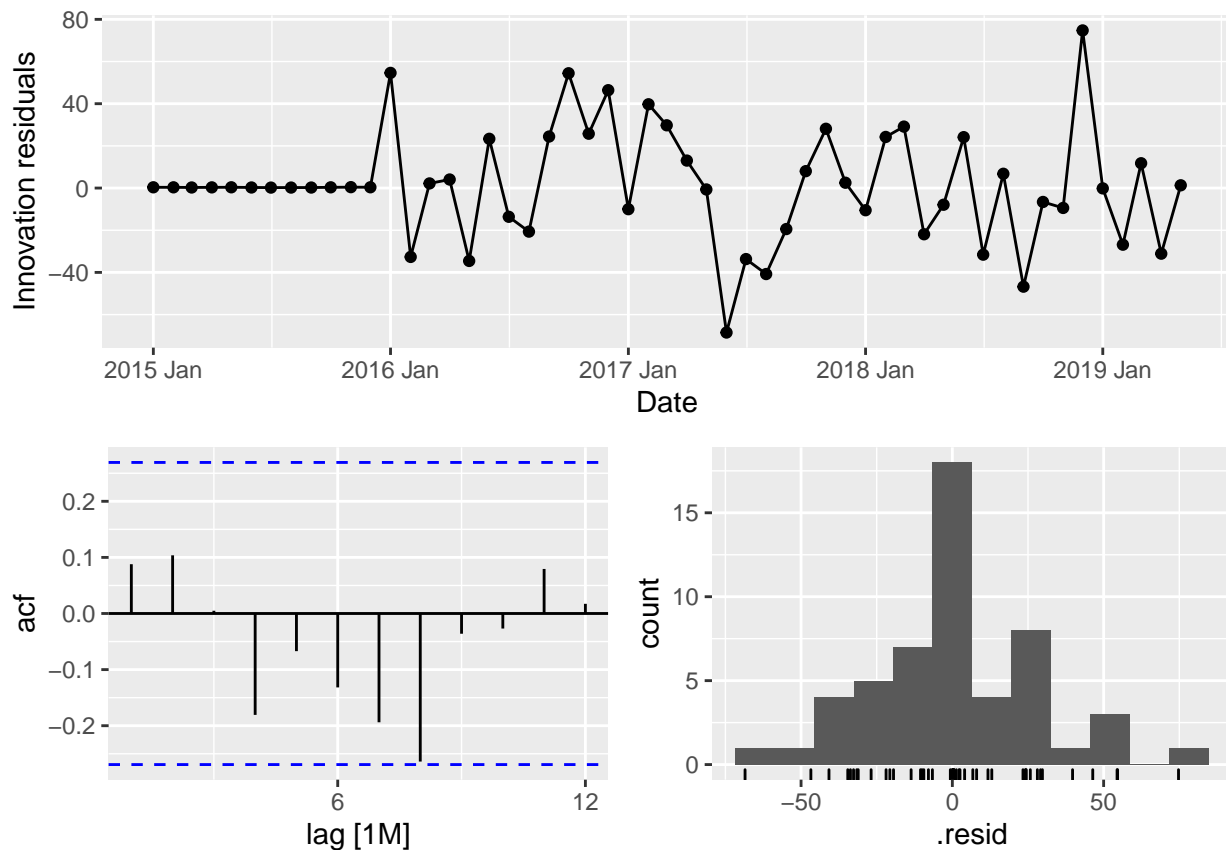 80
40
0
−40
Innovation residuals
2015 Jan
2016 Jan
2017 Jan
2018 Jan
2019 Jan
Date
0.2
0.1
0.0
−0.1
−0.2
acf
6
12
lag [1M]
15
10
5
0
count
−50
0
50
.resid